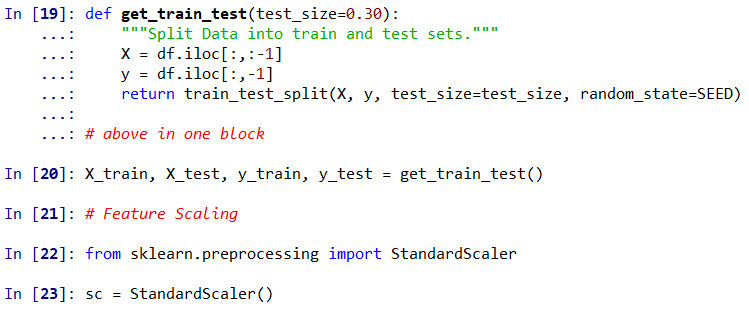 In [19]: def get_train_test(test_size=0.30):
    ...:     """Split Data into train and test sets."""
    ...:     X = df.iloc[:,:-1]
    ...:     y = df.iloc[:,-1]
    ...:     return train_test_split(X, y, test_size=test_size, random_state=SEED)
    ...:
    ...: # above in one block
In [20]: X_train, X_test, y_train, y_test = get_train_test()
In [21]: # Feature Scaling
In [22]: from sklearn.preprocessing import StandardScaler
In [23]: sc = StandardScaler()